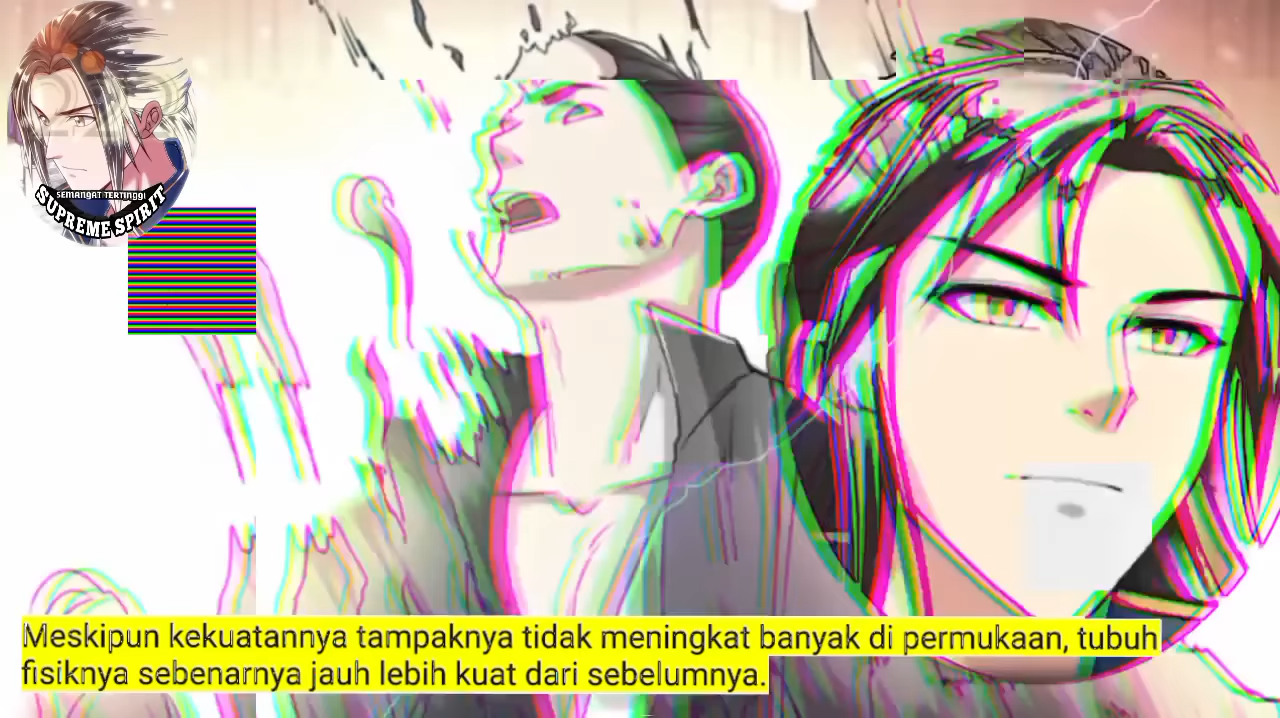 SEMANGAT TERTINGGI
SUPREME SPIRIT
Meskipun kekuatannya tampaknya tidak meningkat banyak di permukaan, tubuh
fisiknya sebenarnya jauh lebih kuat dari sebelumnya.